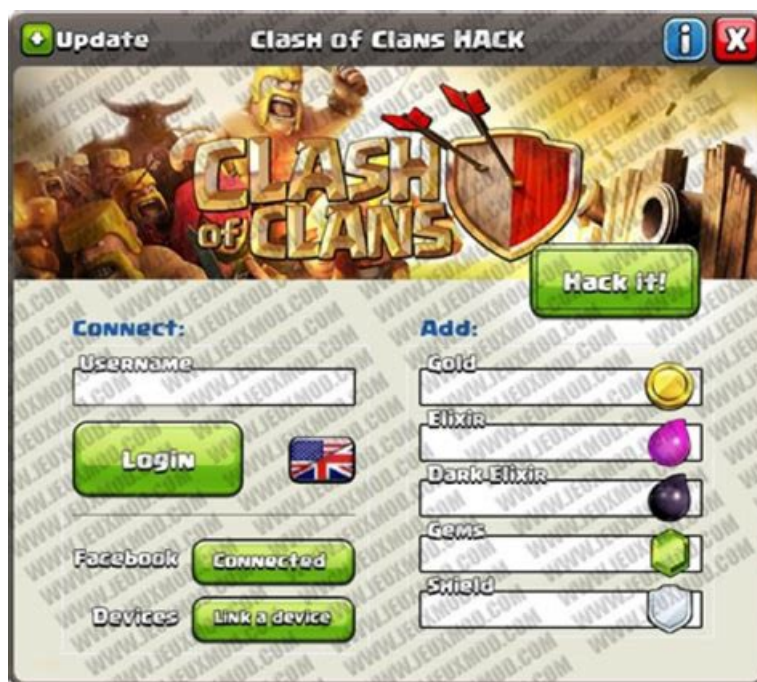 Update
Clash of Clans HACK
i
X
CLASH
of CLANS
Hack it!
Connect:
Username
Login
Facebook
Connected
Devices
Link a device
Add:
Gold
Elixir
Dark Elixir
Gems
Shield
WWW.JEUXMOD.COM